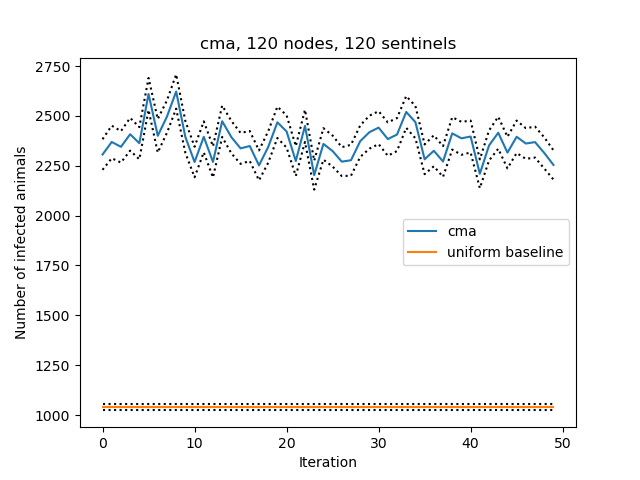 cma, 120 nodes, 120 sentinels
Number of infected animals
2750
2500
2250
2000
1750
1500
1250
1000
cma
uniform baseline
0 10 20 30 40 50
Iteration